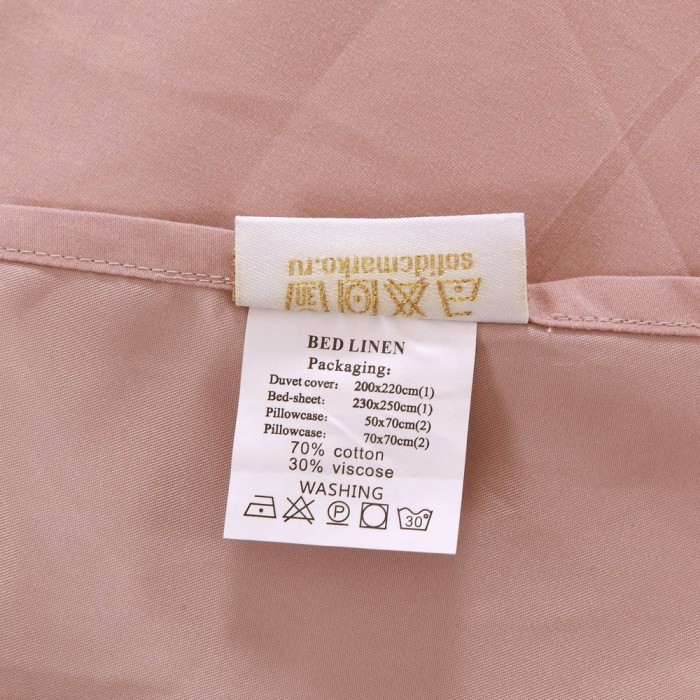 sofidemarko.ru
BED LINEN
Packaging:
Duvet cover: 200x220cm(1)
Bed-sheet: 230x250cm(1)
Pillowcase: 50x70cm(2)
Pillowcase: 70x70cm(2)
70% cotton
30% viscose
WASHING
P 30°